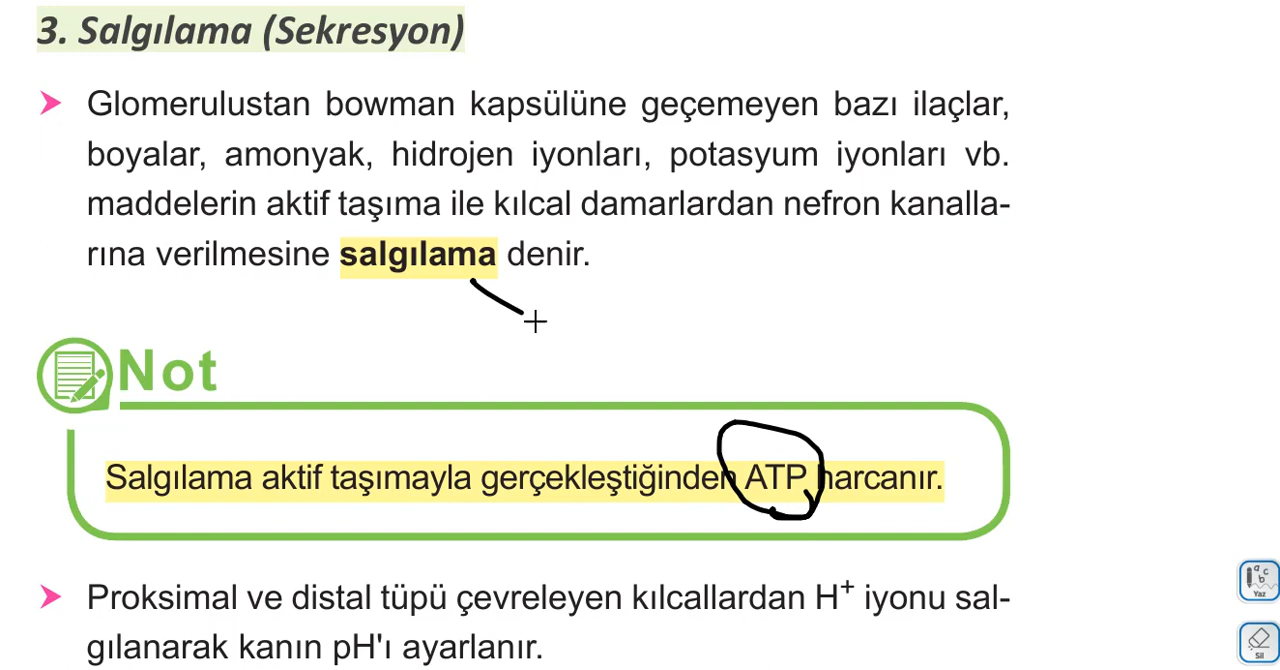 3. Salgılama (Sekresyon)
Glomerulustan bowman kapsülüne geçemeyen bazı ilaçlar,
boyalar, amonyak, hidrojen iyonları, potasyum iyonları vb.
maddelerin aktif taşıma ile kılcal damarlardan nefron kanalla-
rına verilmesine salgılama denir.
Not
Salgılama aktif taşımayla gerçekleştiğinden ATP harcanır.
Proksimal ve distal tüpü çevreleyen kılcallardan H⁺ iyonu sal-
gılanarak kanın pH'ı ayarlanır.
a b c
Yaz
Sil